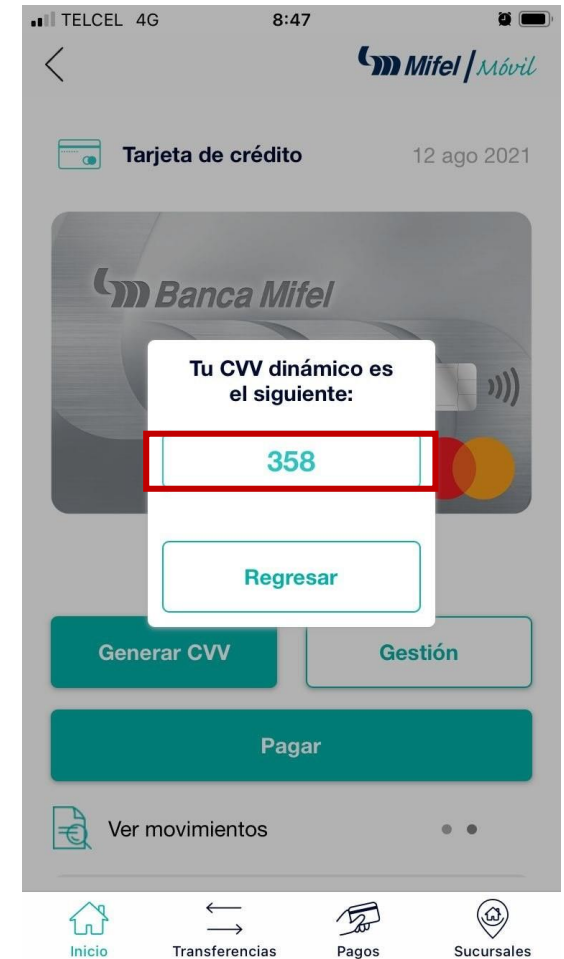 TELCEL 4G 8:47
Mifel / Móvil
Tarjeta de crédito 12 ago 2021
Banca Mifel
Tu CVV dinámico es
el siguiente:
358
Regresar
Generar CVV Gestión
Pagar
Ver movimientos
Inicio Transferencias Pagos Sucursales